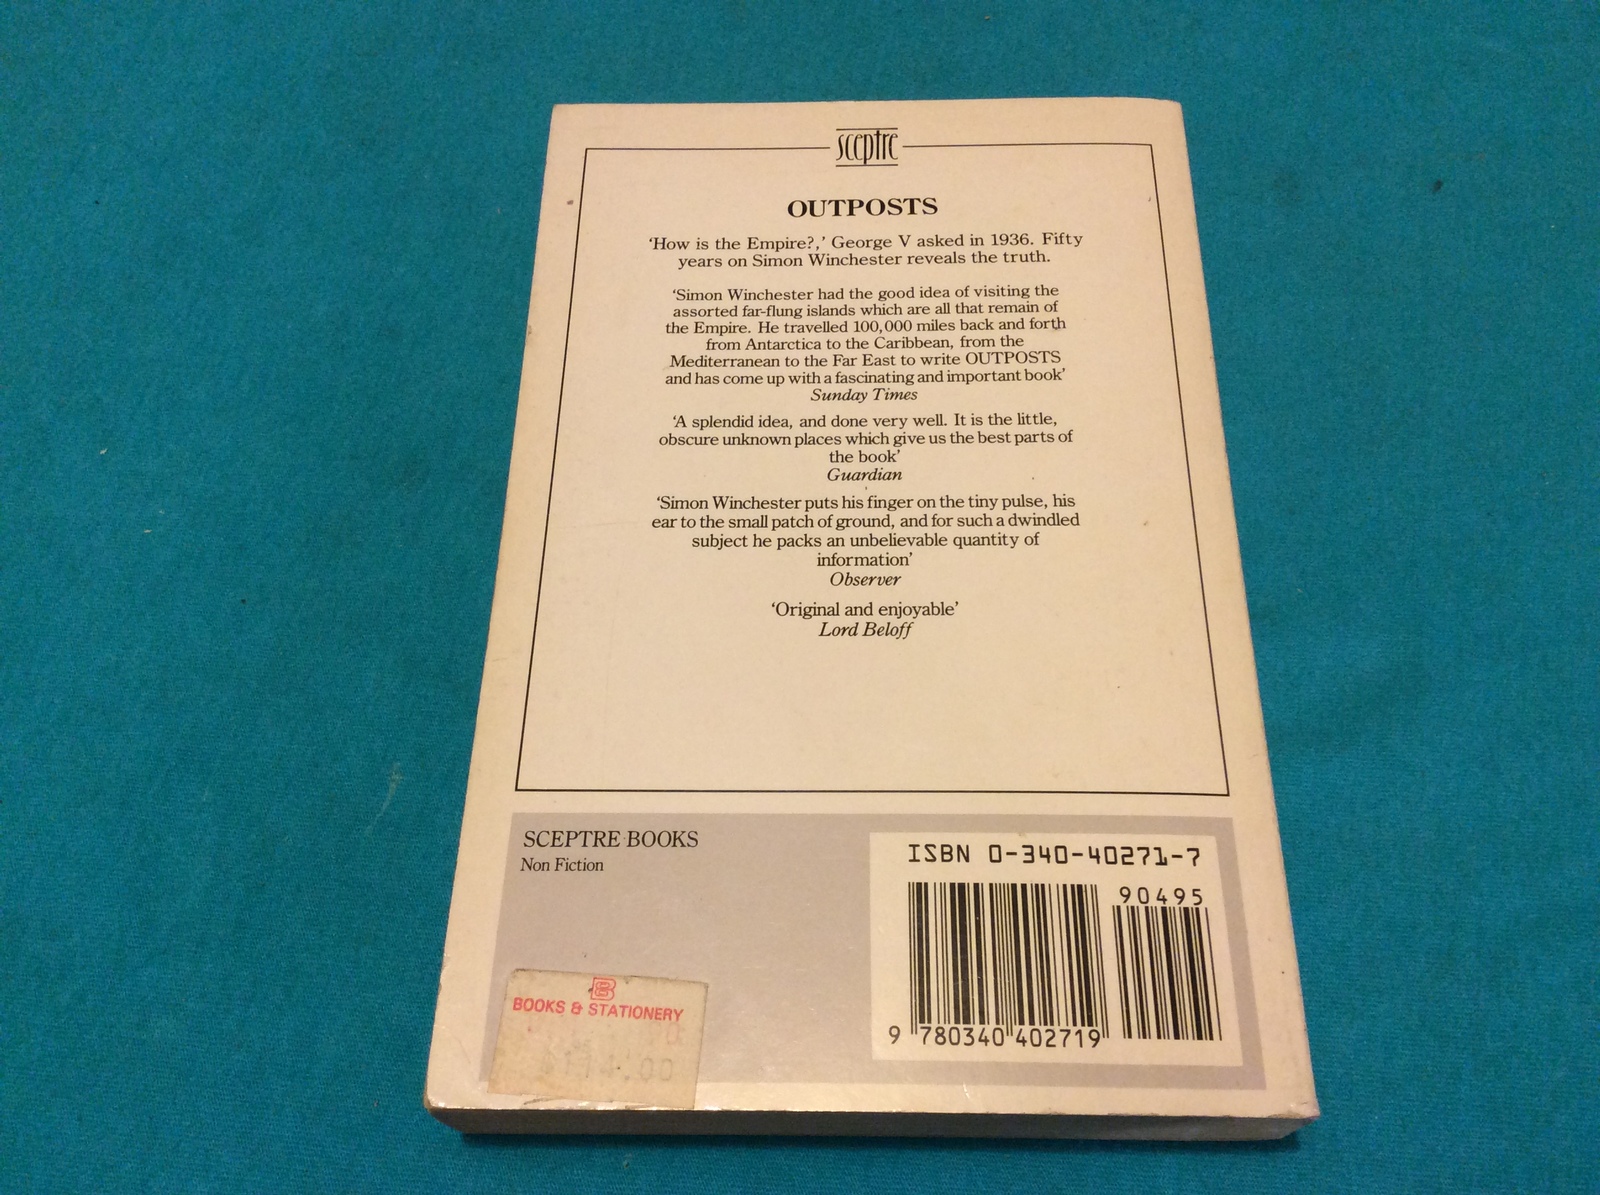 sceptre
OUTPOSTS
‘How is the Empire?,’ George V asked in 1936. Fifty
years on Simon Winchester reveals the truth.
‘Simon Winchester had the good idea of visiting the
assorted far-flung islands which are all that remain of
the Empire. He travelled 100,000 miles back and forth
from Antarctica to the Caribbean, from the
Mediterranean to the Far East to write OUTPOSTS
and has come up with a fascinating and important book’
Sunday Times
‘A splendid idea, and done very well. It is the little,
obscure unknown places which give us the best parts of
the book’
Guardian
‘Simon Winchester puts his finger on the tiny pulse, his
ear to the small patch of ground, and for such a dwindled
subject he packs an unbelievable quantity of
information’
Observer
‘Original and enjoyable’
Lord Beloff
SCEPTRE BOOKS
Non Fiction
ISBN 0-340-40271-7
90495
9 780340 402719
B
BOOKS & STATIONERY